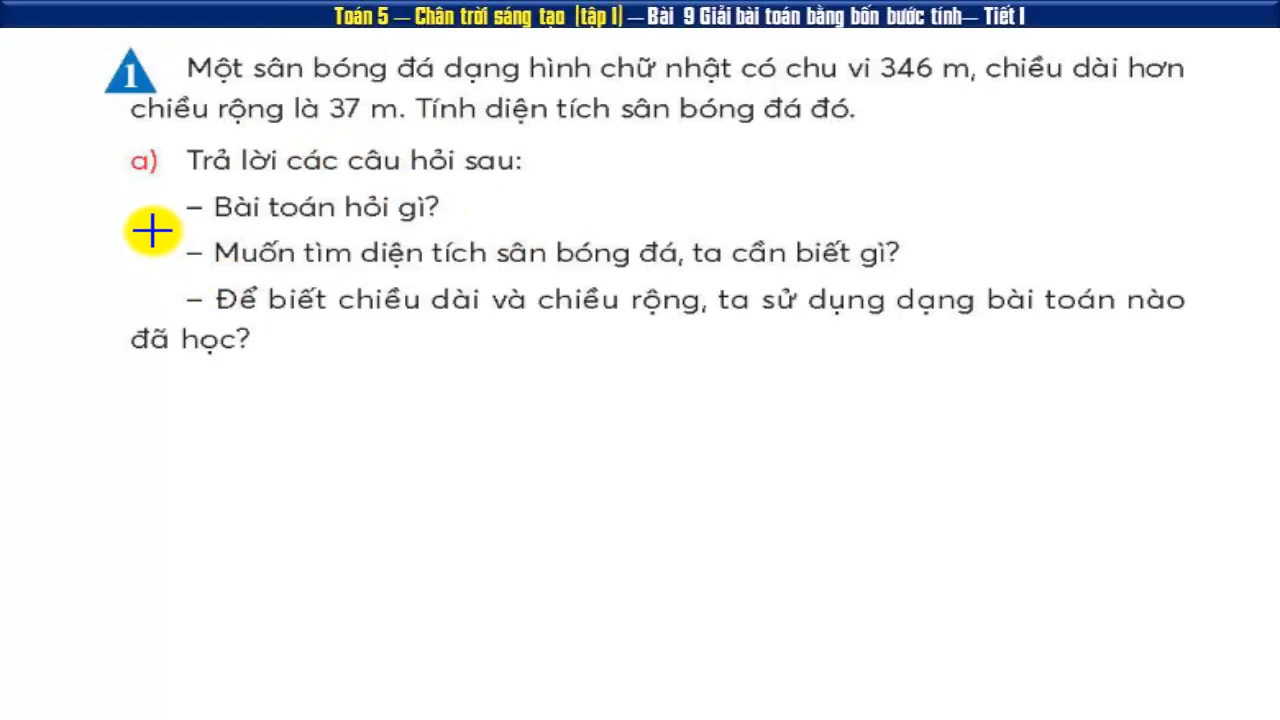 Toán 5 – Chân trời sáng tạo (tập 1) – Bài 9 Giải bài toán bằng bốn bước tính – Tiết 1
1 Một sân bóng đá dạng hình chữ nhật có chu vi 346 m, chiều dài hơn
chiều rộng là 37 m. Tính diện tích sân bóng đá đó.
a) Trả lời các câu hỏi sau:
– Bài toán hỏi gì?
– Muốn tìm diện tích sân bóng đá, ta cần biết gì?
– Để biết chiều dài và chiều rộng, ta sử dụng dạng bài toán nào
đã học?